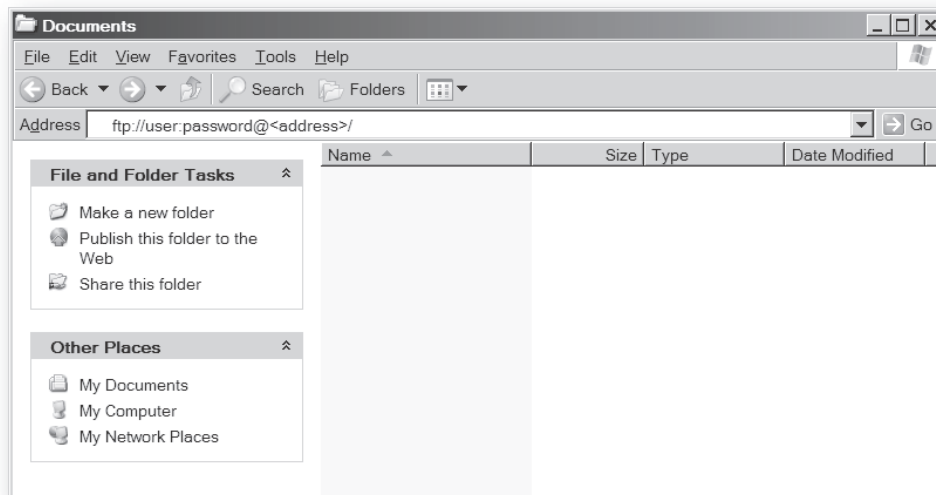 Documents
File Edit View Favorites Tools Help
Back Search Folders
Address ftp://user:password@<address>/ Go
Name Size Type Date Modified
File and Folder Tasks
Make a new folder
Publish this folder to the
Web
Share this folder
Other Places
My Documents
My Computer
My Network Places